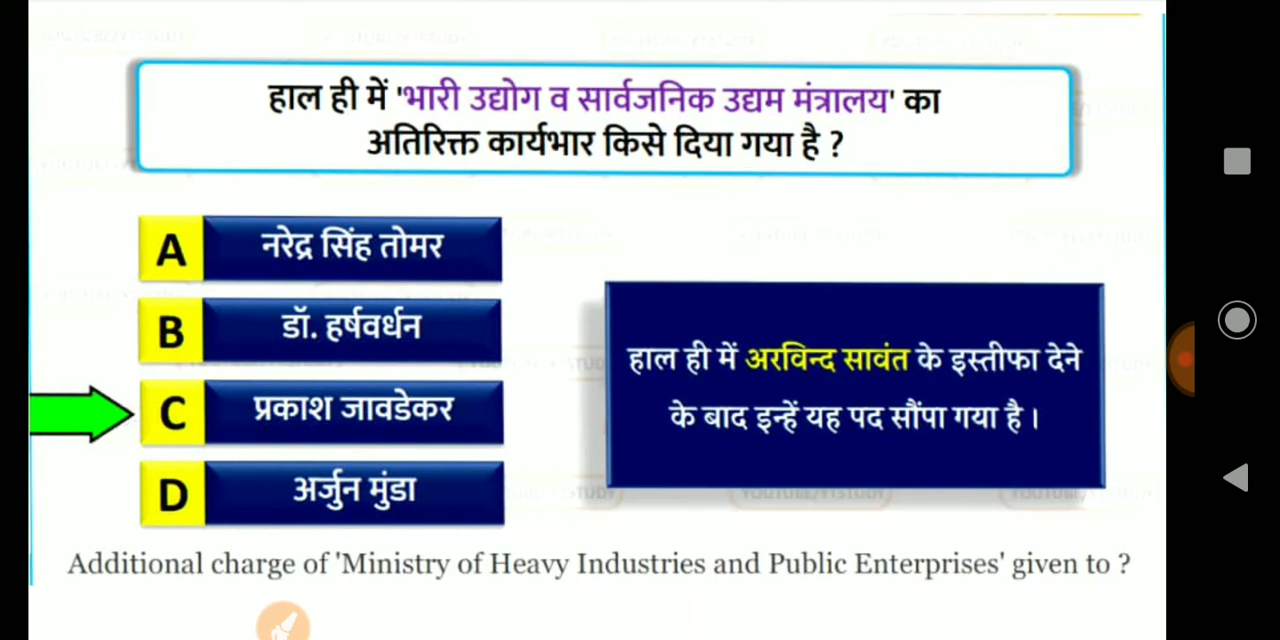 हाल ही में 'भारी उद्योग व सार्वजनिक उद्यम मंत्रालय' का
अतिरिक्त कार्यभार किसे दिया गया है ?
A नरेद्र सिंह तोमर
B डॉ. हर्षवर्धन
C प्रकाश जावडेकर
D अर्जुन मुंडा
हाल ही में अरविन्द सावंत के इस्तीफा देने
के बाद इन्हें यह पद सौंपा गया है ।
Additional charge of 'Ministry of Heavy Industries and Public Enterprises' given to ?